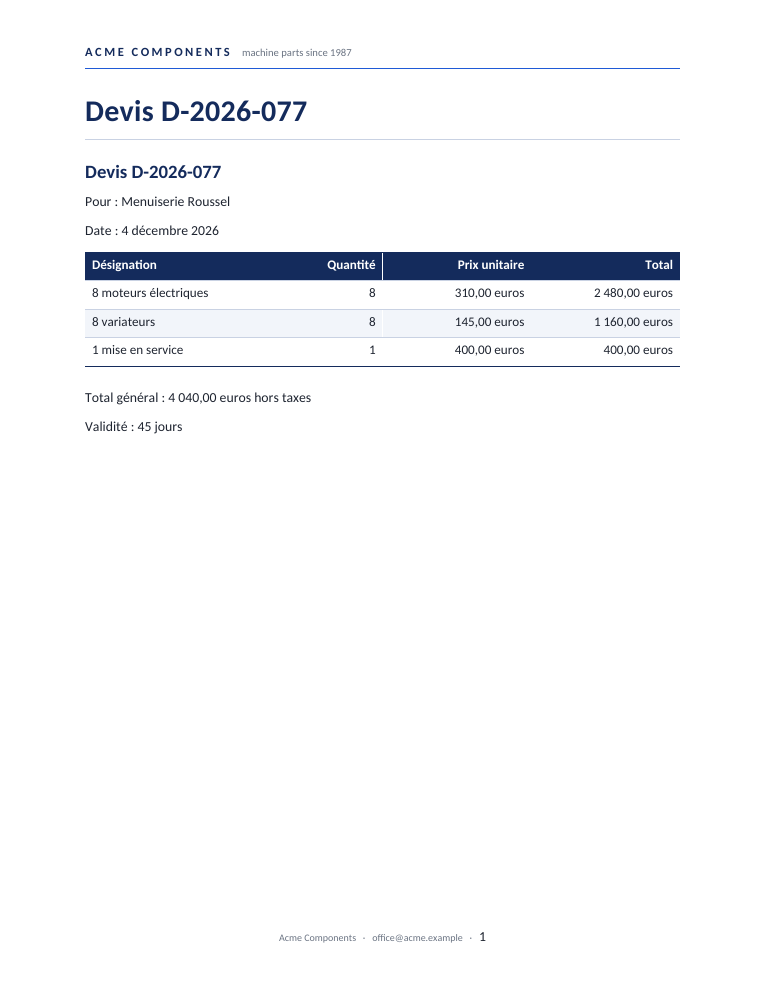 ACME COMPONENTS machine parts since 1987
Devis D-2026-077
Devis D-2026-077
Pour : Menuiserie Roussel
Date : 4 décembre 2026
Désignation Quantité Prix unitaire Total
8 moteurs électriques 8 310,00 euros 2 480,00 euros
8 variateurs 8 145,00 euros 1 160,00 euros
1 mise en service 1 400,00 euros 400,00 euros
Total général : 4 040,00 euros hors taxes
Validité : 45 jours
Acme Components · office@acme.example · 1